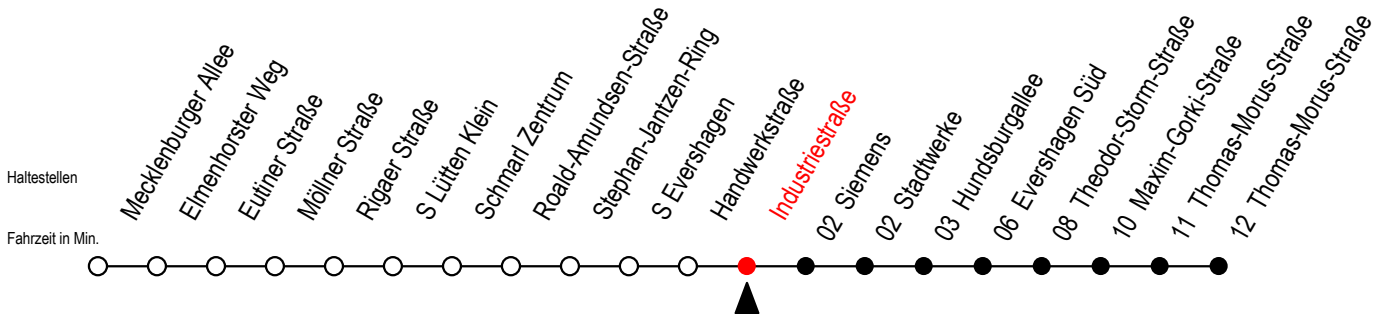 Haltestellen
Fahrzeit in Min.
Mecklenburger Allee
Elmenhorster Weg
Eutiner Straße
Möllner Straße
Rigaer Straße
S Lütten Klein
Schmarl Zentrum
Roald-Amundsen-Straße
Stephan-Jantzen-Ring
S Evershagen
Handwerkstraße
Industriestraße
02 Siemens
02 Stadtwerke
03 Hundsburgallee
06 Evershagen Süd
08 Theodor-Storm-Straße
10 Maxim-Gorki-Straße
11 Thomas-Morus-Straße
12 Thomas-Morus-Straße